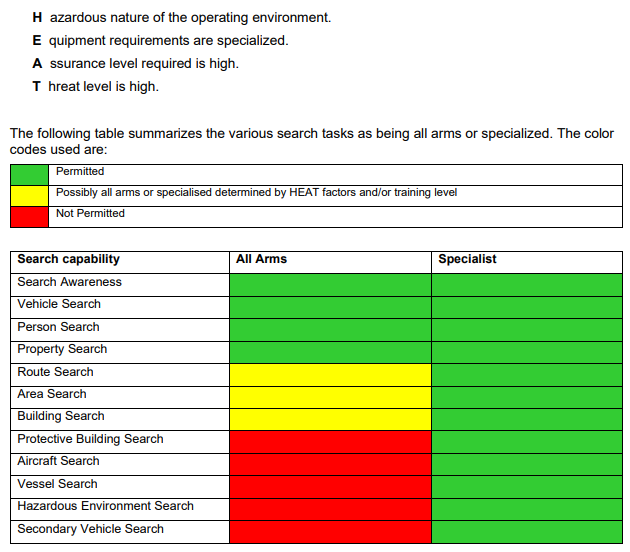 H azardous nature of the operating environment.
E quipment requirements are specialized.
A ssurance level required is high.
T hreat level is high.
The following table summarizes the various search tasks as being all arms or specialized. The color
codes used are:
Permitted
Possibly all arms or specialised determined by HEAT factors and/or training level
Not Permitted
Search capability All Arms Specialist
Search Awareness
Vehicle Search
Person Search
Property Search
Route Search
Area Search
Building Search
Protective Building Search
Aircraft Search
Vessel Search
Hazardous Environment Search
Secondary Vehicle Search